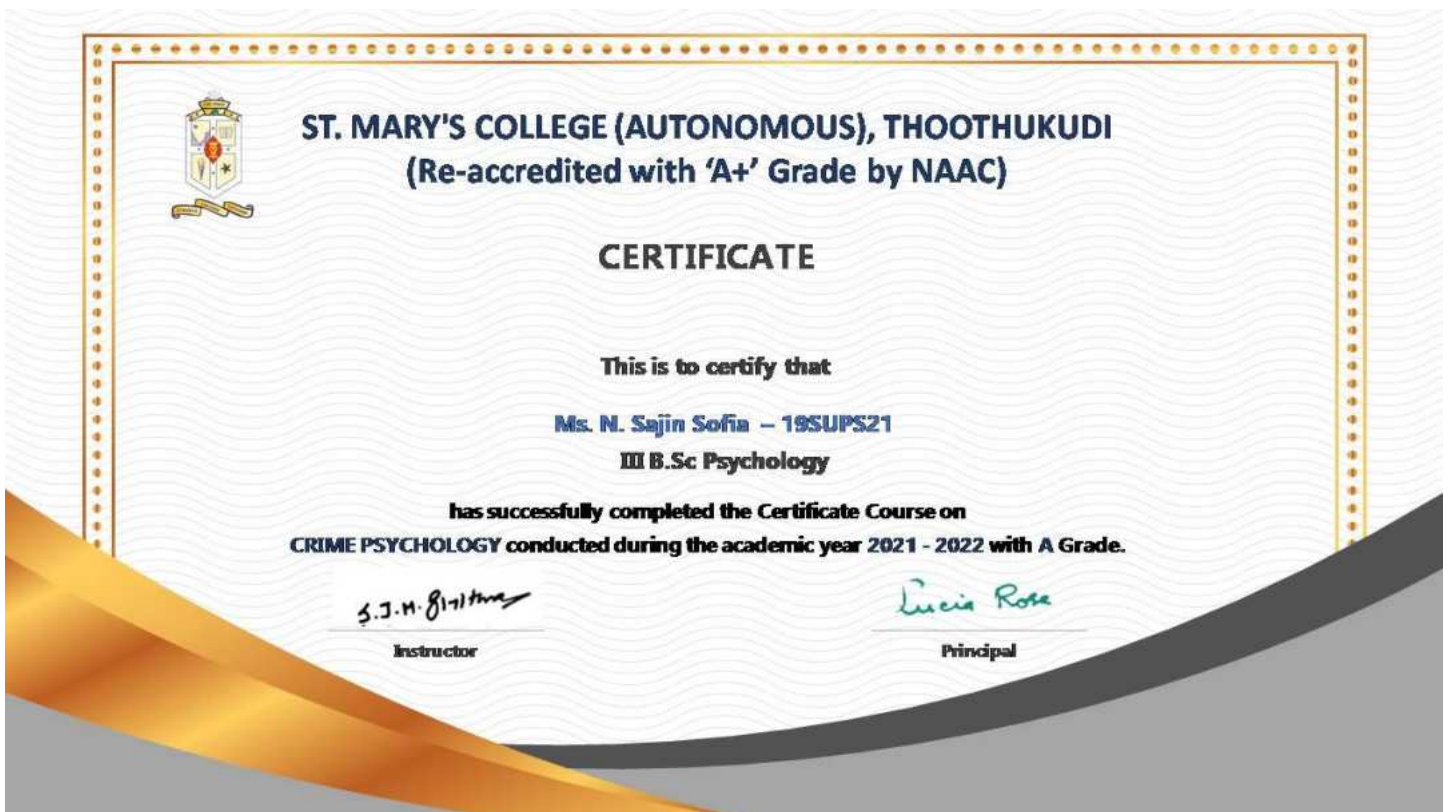 ST. MARY'S COLLEGE (AUTONOMOUS), THOOTHUKUDI
(Re-accredited with ‘A+’ Grade by NAAC)
CERTIFICATE
This is to certify that
Ms. N. Sajin Sofia – 19SUPS21
III B.Sc Psychology
has successfully completed the Certificate Course on
CRIME PSYCHOLOGY conducted during the academic year 2021 - 2022 with A Grade.
S.J.M.
Lucia Rose
Instructor
Principal